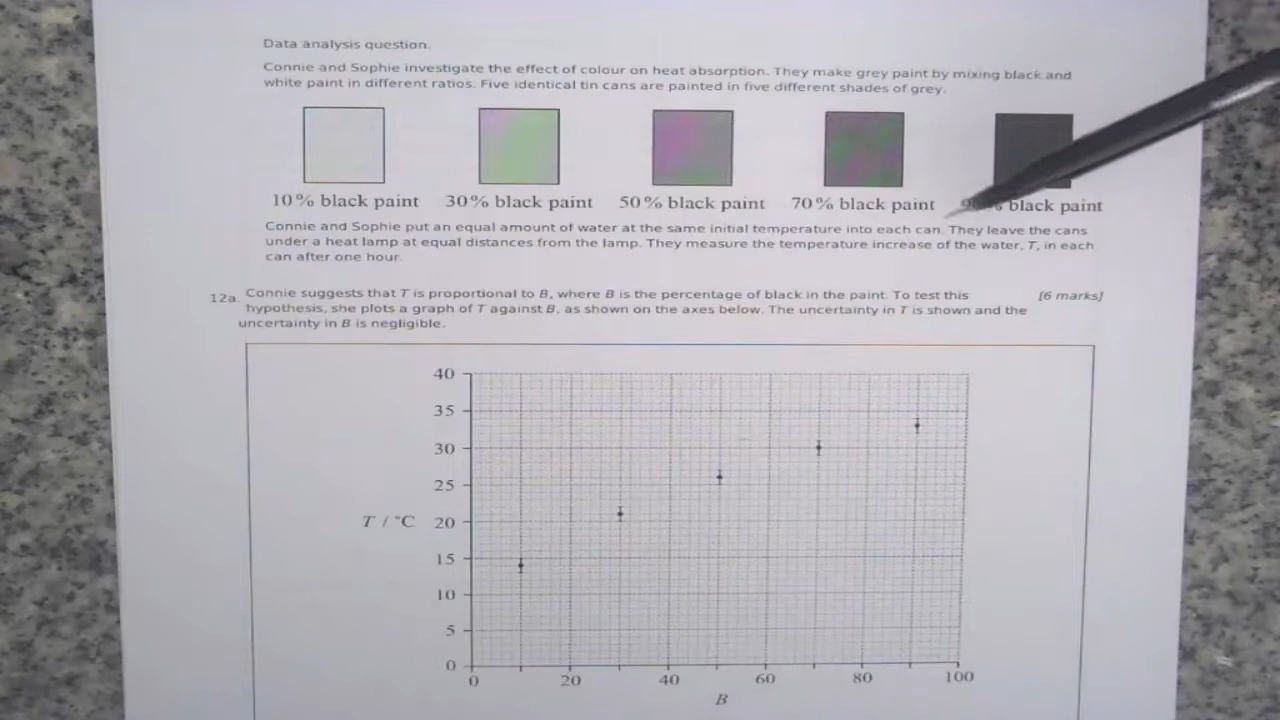 Data analysis question.
Connie and Sophie investigate the effect of colour on heat absorption. They make grey paint by mixing black and
white paint in different ratios. Five identical tin cans are painted in five different shades of grey.
10% black paint 30% black paint 50% black paint 70% black paint black paint
Connie and Sophie put an equal amount of water at the same initial temperature into each can. They leave the cans
under a heat lamp at equal distances from the lamp. They measure the temperature increase of the water, T, in each
can after one hour.
12a. Connie suggests that T is proportional to B, where B is the percentage of black in the paint. To test this [6 marks]
hypothesis, she plots a graph of T against B, as shown on the axes below. The uncertainty in T is shown and the
uncertainty in B is negligible.
40
35
30
25
T / °C 20
15
10
5
0
0 20 40 60 80 100
B